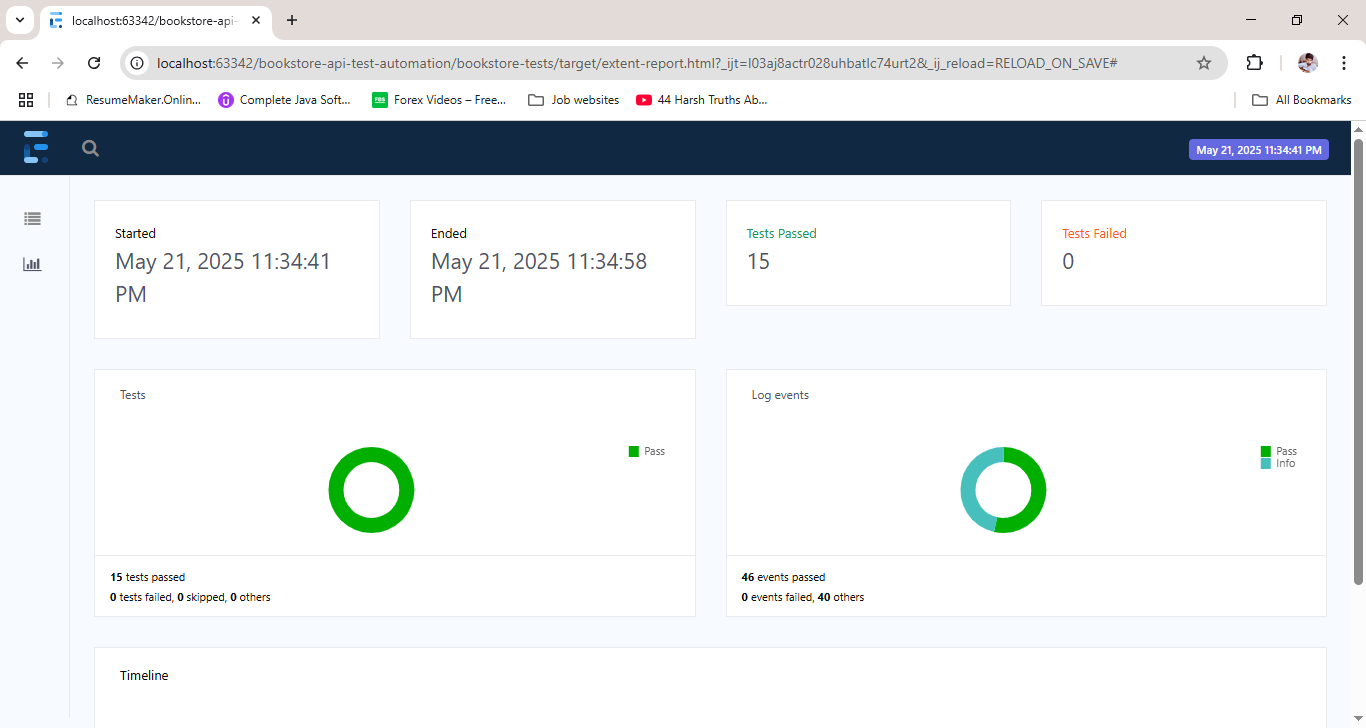 localhost:63342/bookstore-api-
localhost:63342/bookstore-api-test-automation/bookstore-tests/target/extent-report.html?_ijt=l03aj8actr028uhbatlc74urt2&_ij_reload=RELOAD_ON_SAVE#
ResumeMaker.Onlin... Complete Java Soft... FBS Forex Videos – Free... Job websites 44 Harsh Truths Ab... All Bookmarks
May 21, 2025 11:34:41 PM
Started
May 21, 2025 11:34:41
PM
Ended
May 21, 2025 11:34:58
PM
Tests Passed
15
Tests Failed
0
Tests
Pass
15 tests passed
0 tests failed, 0 skipped, 0 others
Log events
Pass
Info
46 events passed
0 events failed, 40 others
Timeline